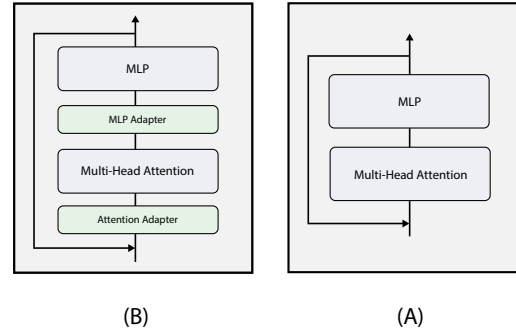 MLP
MLP Adapter
Multi-Head Attention
Attention Adapter
(B)
MLP
Multi-Head Attention
(A)